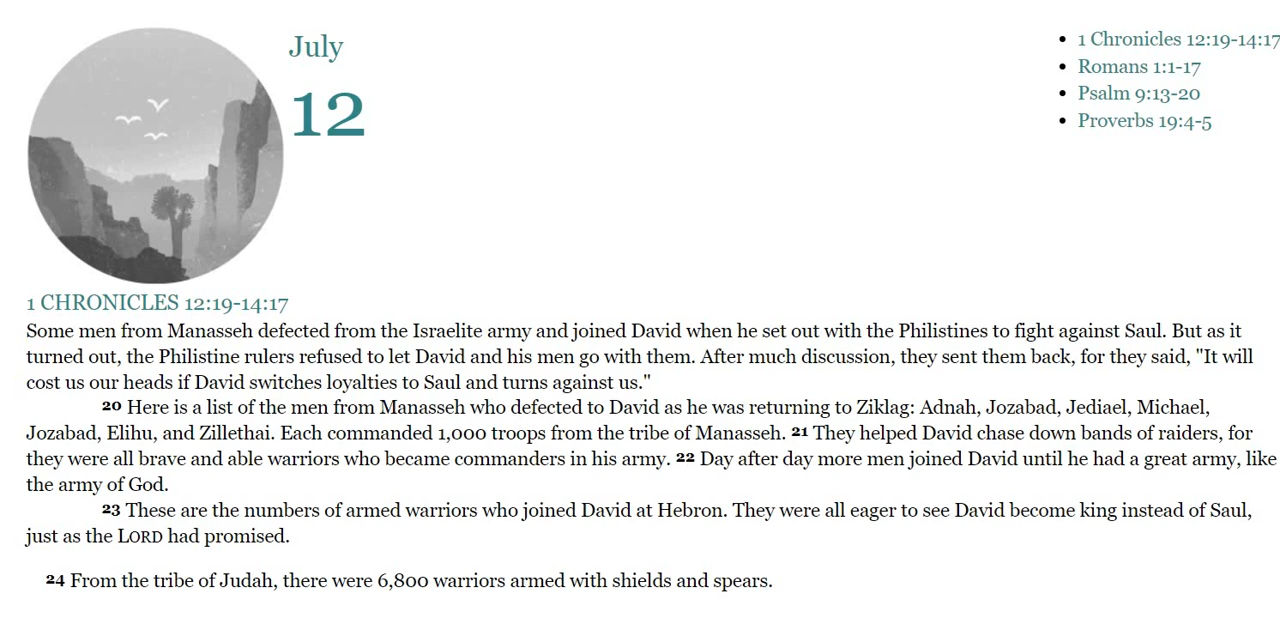 July
12
• 1 Chronicles 12:19-14:17
• Romans 1:1-17
• Psalm 9:13-20
• Proverbs 19:4-5
1 CHRONICLES 12:19-14:17
Some men from Manasseh defected from the Israelite army and joined David when he set out with the Philistines to fight against Saul. But as it
turned out, the Philistine rulers refused to let David and his men go with them. After much discussion, they sent them back, for they said, "It will
cost us our heads if David switches loyalties to Saul and turns against us."
20 Here is a list of the men from Manasseh who defected to David as he was returning to Ziklag: Adnah, Jozabad, Jediael, Michael,
Jozabad, Elihu, and Zillethai. Each commanded 1,000 troops from the tribe of Manasseh. 21 They helped David chase down bands of raiders, for
they were all brave and able warriors who became commanders in his army. 22 Day after day more men joined David until he had a great army, like
the army of God.
23 These are the numbers of armed warriors who joined David at Hebron. They were all eager to see David become king instead of Saul,
just as the LORD had promised.
24 From the tribe of Judah, there were 6,800 warriors armed with shields and spears.